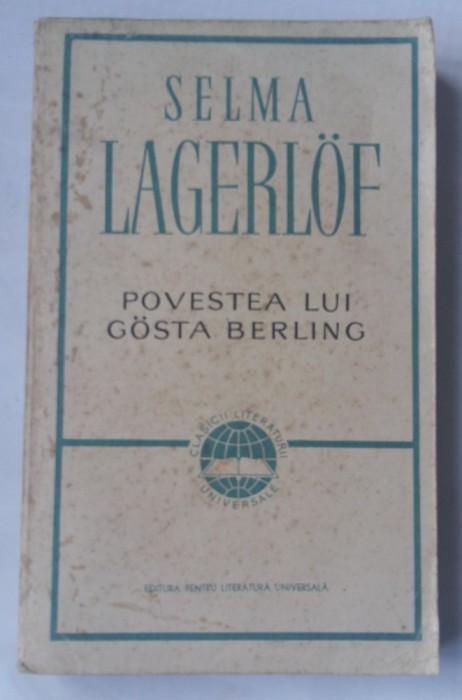 SELMA
LAGERLÖF
POVESTEA LUI
GÖSTA BERLING
CLASICII LITERATURII
UNIVERSALE
EDITURA PENTRU LITERATURĂ UNIVERSALĂ